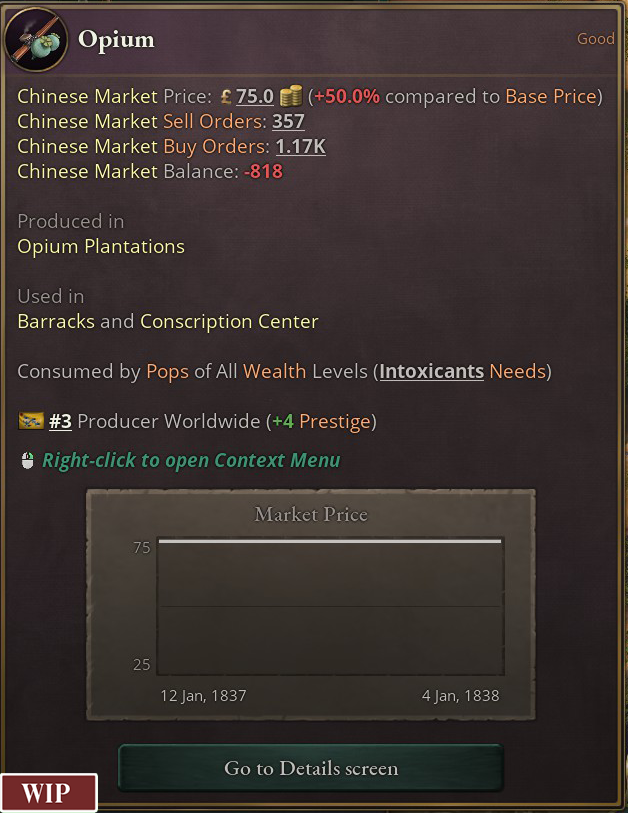 Opium
Good
Chinese Market Price: £ 75.0 (+50.0% compared to Base Price)
Chinese Market Sell Orders: 357
Chinese Market Buy Orders: 1.17K
Chinese Market Balance: -818
Produced in
Opium Plantations
Used in
Barracks and Conscription Center
Consumed by Pops of All Wealth Levels (Intoxicants Needs)
#3 Producer Worldwide (+4 Prestige)
Right-click to open Context Menu
Market Price
75
25
12 Jan, 1837
4 Jan, 1838
Go to Details screen
WIP